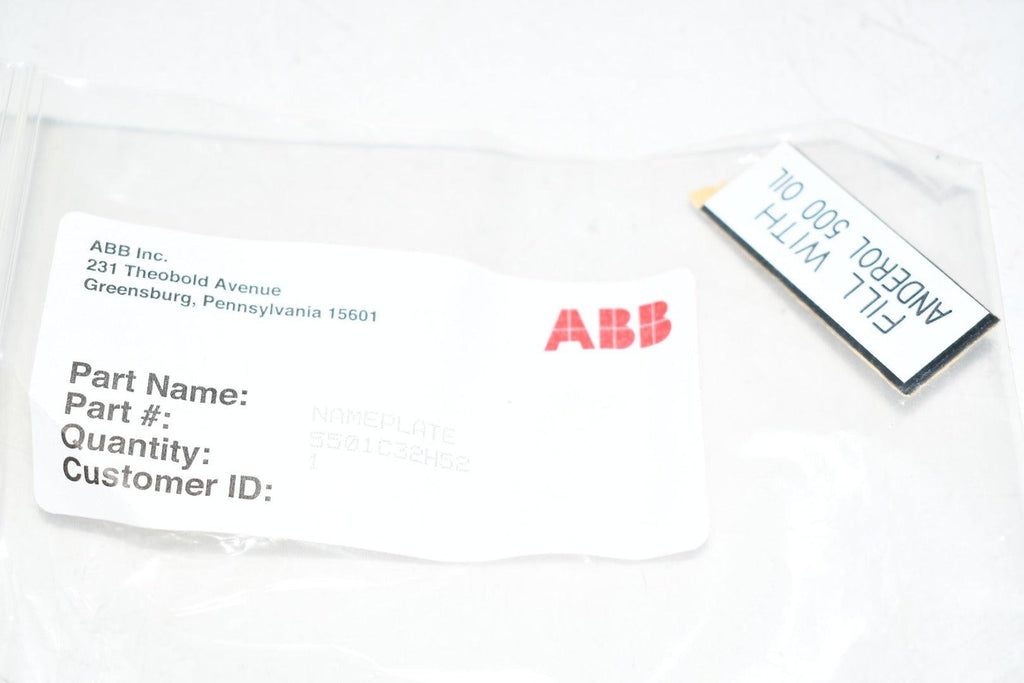 ABB Inc.
231 Theobold Avenue
Greensburg, Pennsylvania 15601
ABB
Part Name: NAMEPLATE
Part #: 5501C32H52
Quantity: 1
Customer ID:
FILL WITH
ANDEROL 500 OIL